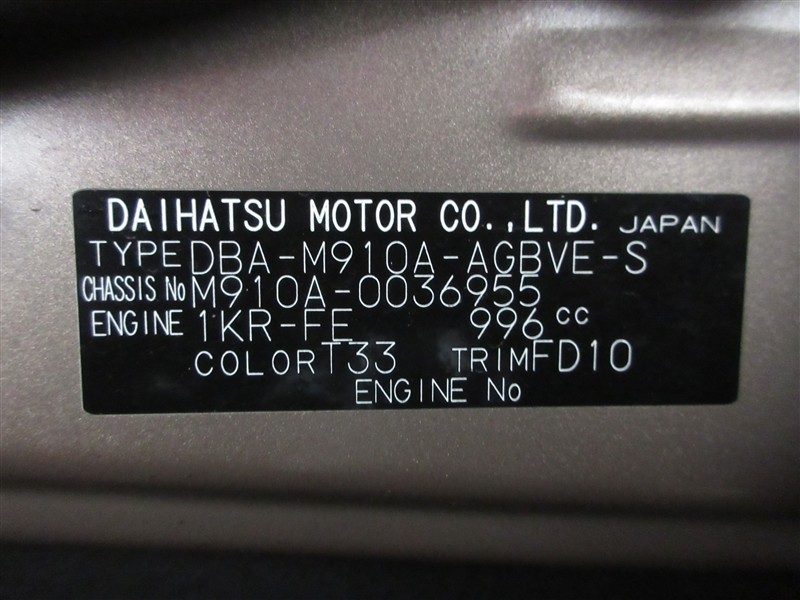 DAIHATSU MOTOR CO.,LTD. JAPAN
TYPE DBA-M910A-AGBVE-S
CHASSIS No M910A-0036955
ENGINE 1KR-FE 996 cc
COLOR T33 TRIM FD10
ENGINE No